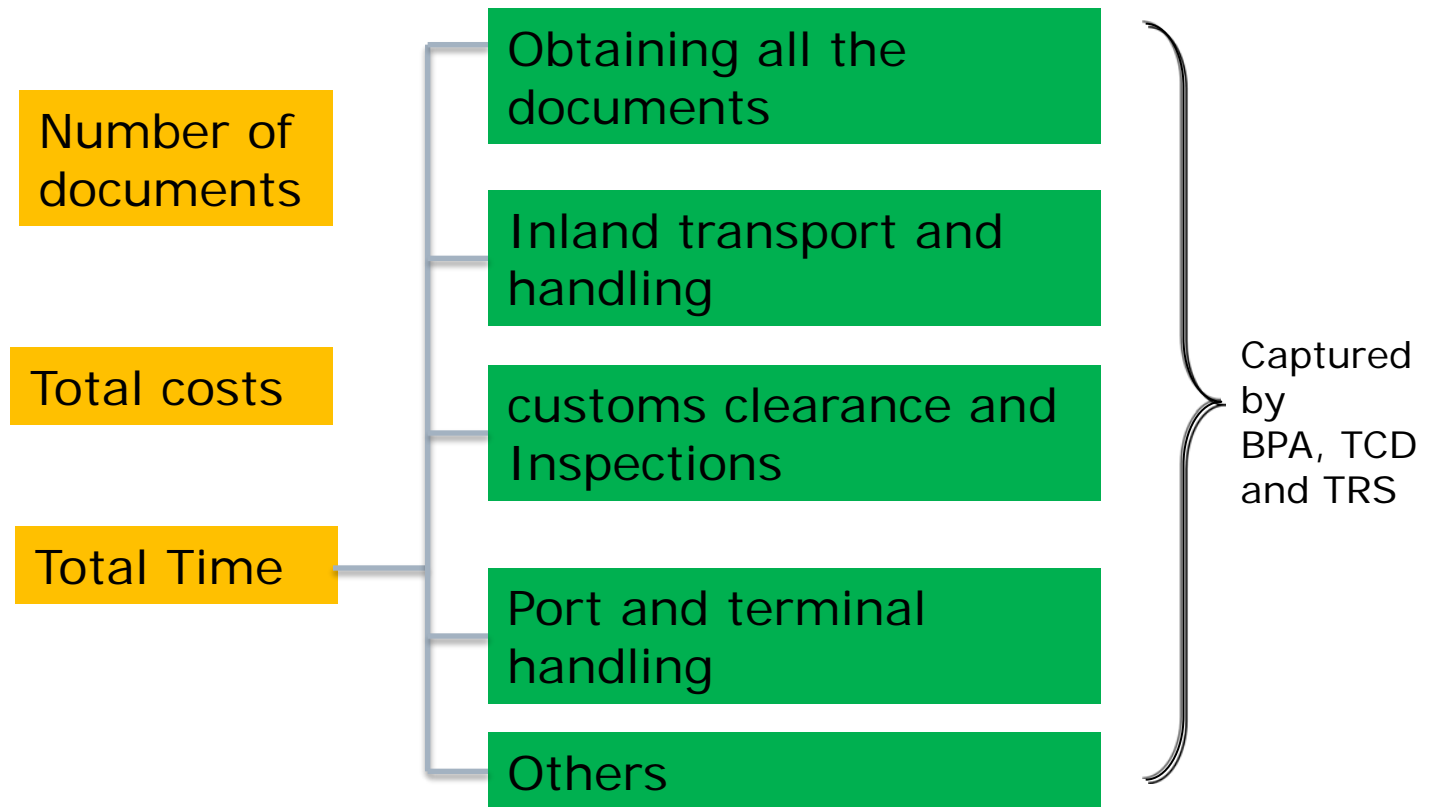 Number of
documents
Total costs
Total Time
Obtaining all the
documents
Inland transport and
handling
customs clearance and
Inspections
Port and terminal
handling
Others
Captured
by
BPA, TCD
and TRS